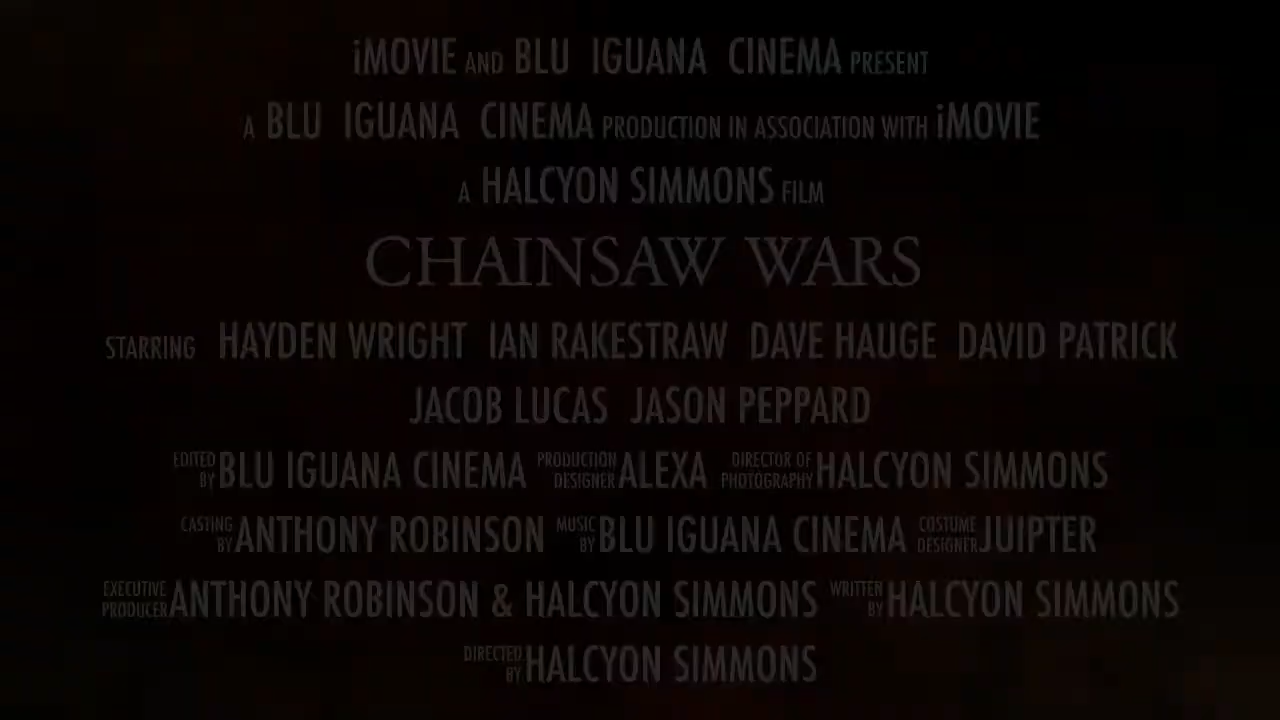 iMOVIE AND BLU IGUANA CINEMA PRESENT
A BLU IGUANA CINEMA PRODUCTION IN ASSOCIATION WITH iMOVIE
A HALCYON SIMMONS FILM
CHAINSAW WARS
STARRING HAYDEN WRIGHT IAN RAKESTRAW DAVE HAUGE DAVID PATRICK
JACOB LUCAS JASON PEPPARD
EDITED BY BLU IGUANA CINEMA PRODUCTION DESIGNER ALEXA DIRECTOR OF PHOTOGRAPHY HALCYON SIMMONS
CASTING BY ANTHONY ROBINSON MUSIC BY BLU IGUANA CINEMA COSTUME DESIGNER JUIPTER
EXECUTIVE PRODUCER ANTHONY ROBINSON & HALCYON SIMMONS WRITTEN BY HALCYON SIMMONS
DIRECTED BY HALCYON SIMMONS